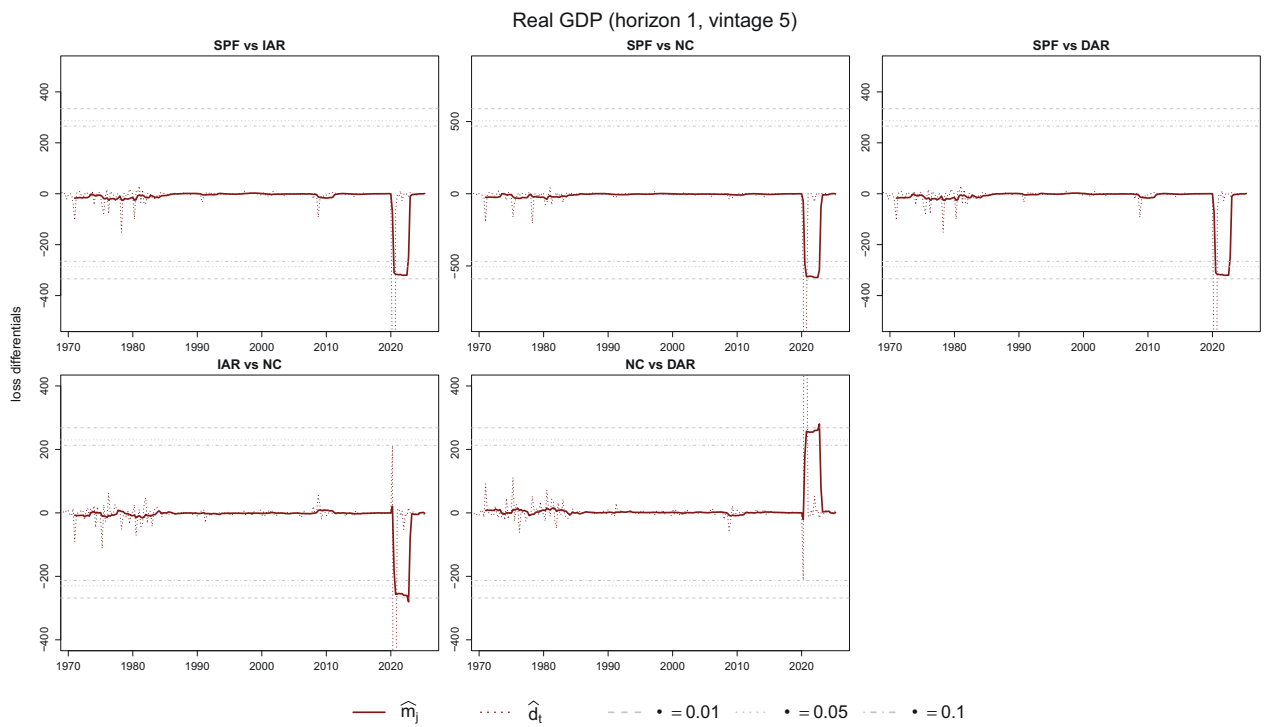 Real GDP (horizon 1, vintage 5)
SPF vs IAR
SPF vs NC
SPF vs DAR
400
200
0
−200
−400
500
0
−500
400
200
0
−200
−400
1970 1980 1990 2000 2010 2020
1970 1980 1990 2000 2010 2020
1970 1980 1990 2000 2010 2020
loss differentials
IAR vs NC
NC vs DAR
400
200
0
−200
−400
400
200
0
−200
−400
1970 1980 1990 2000 2010 2020
1970 1980 1990 2000 2010 2020
m̂j d̂t • = 0.01 • = 0.05 • = 0.1